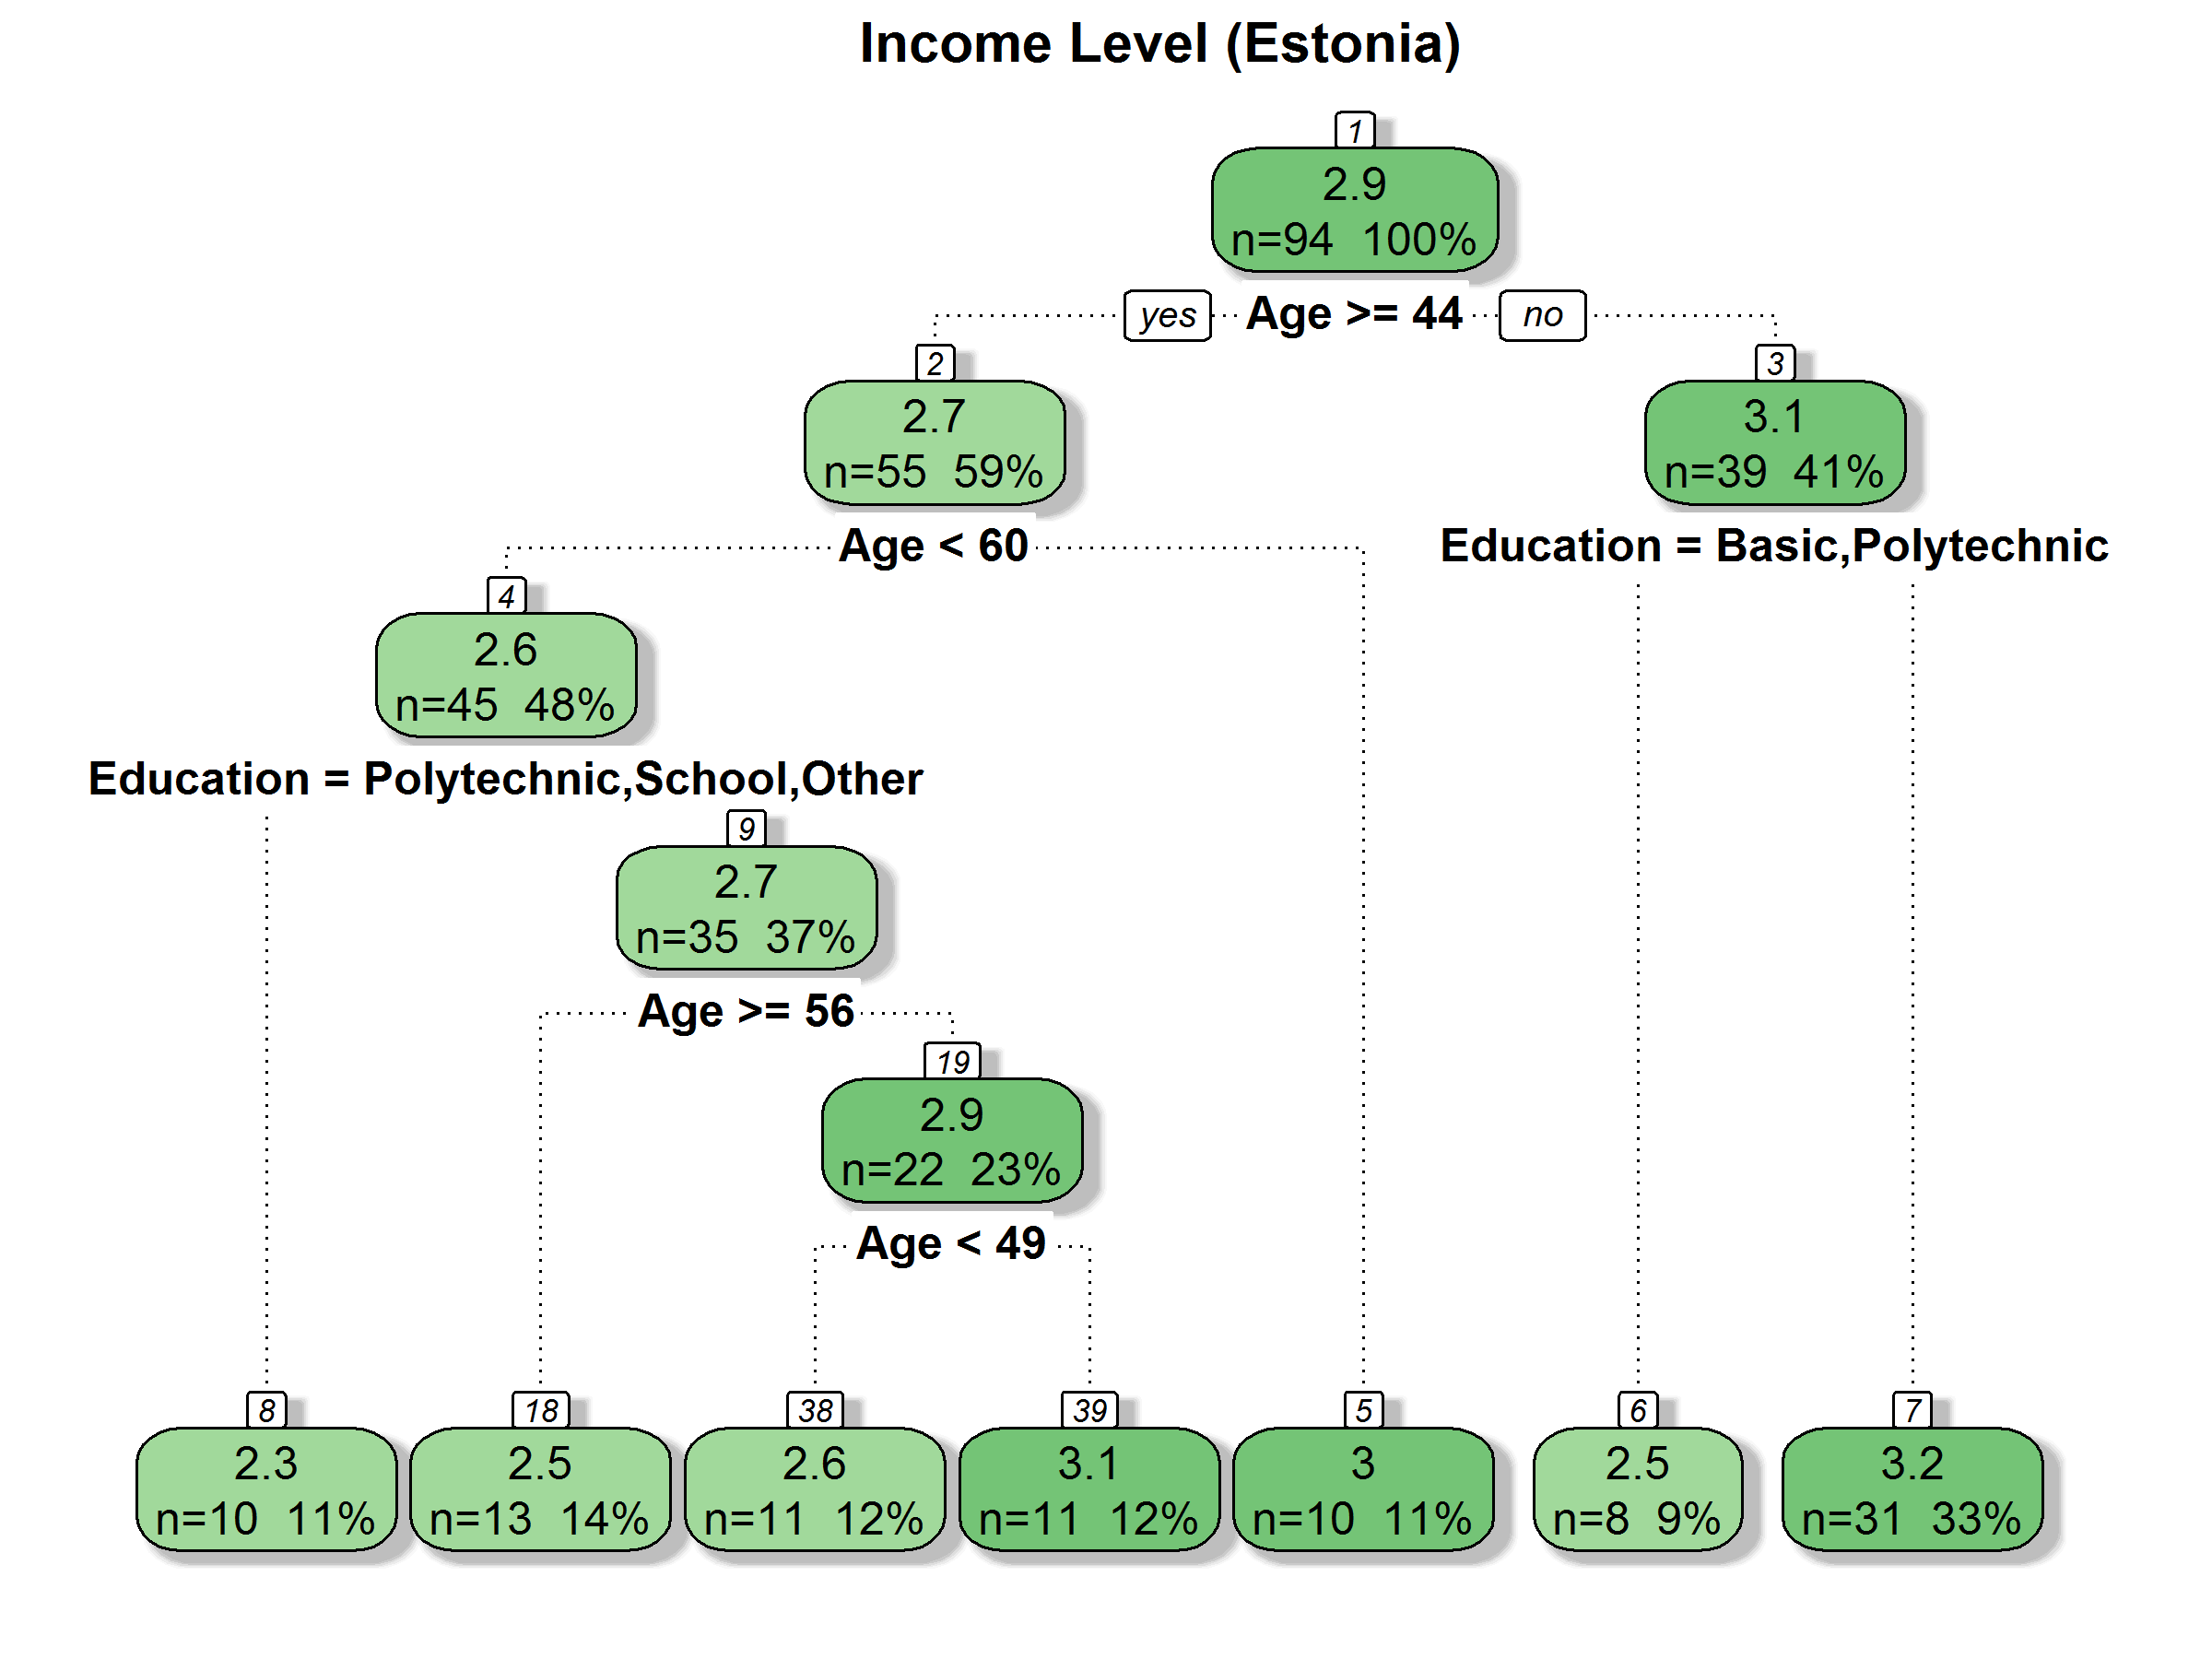 Income Level (Estonia)
1
2.9
n=94 100%
yes Age >= 44 no
2
2.7
n=55 59%
3
3.1
n=39 41%
Age < 60
Education = Basic,Polytechnic
4
2.6
n=45 48%
Education = Polytechnic,School,Other
9
2.7
n=35 37%
Age >= 56
19
2.9
n=22 23%
Age < 49
8
2.3
n=10 11%
18
2.5
n=13 14%
38
2.6
n=11 12%
39
3.1
n=11 12%
5
3
n=10 11%
6
2.5
n=8 9%
7
3.2
n=31 33%